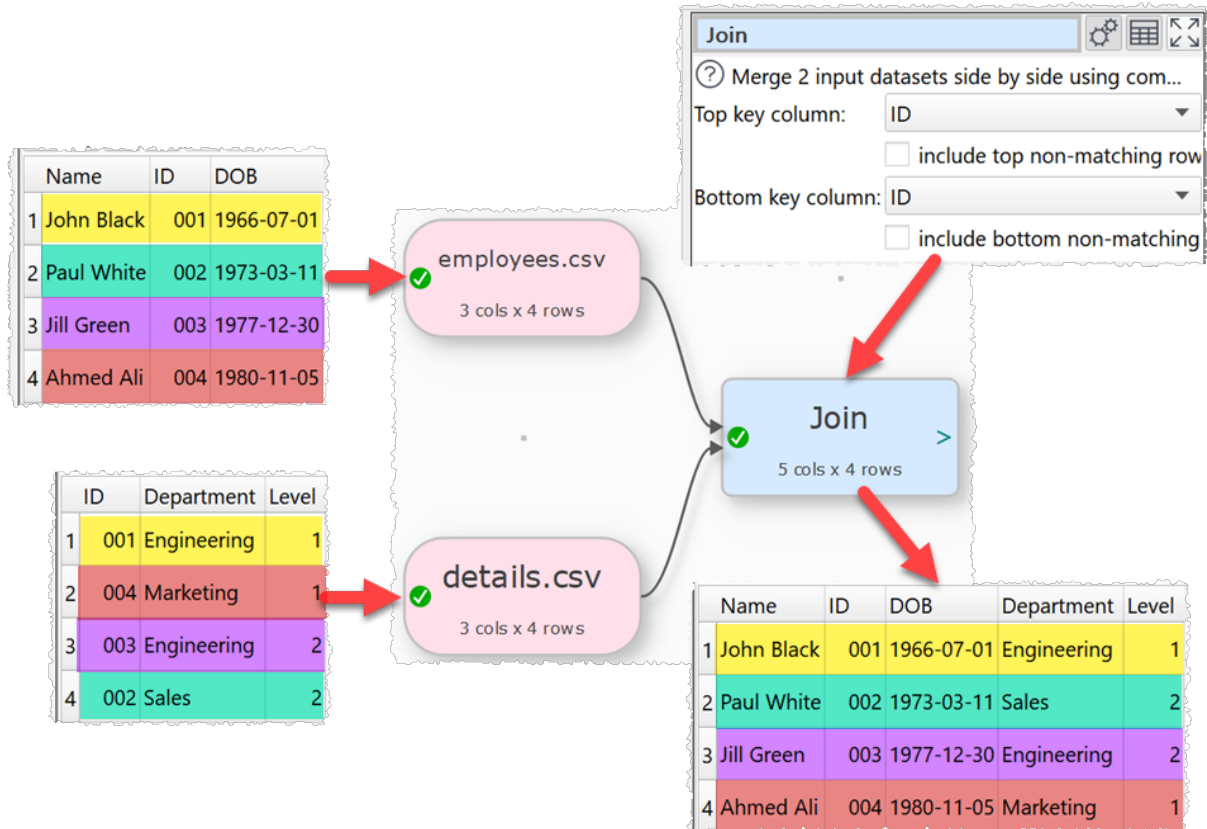 Join
? Merge 2 input datasets side by side using com...
Top key column: ID
include top non-matching row
Bottom key column: ID
include bottom non-matching
Name ID DOB
1 John Black 001 1966-07-01
2 Paul White 002 1973-03-11
3 Jill Green 003 1977-12-30
4 Ahmed Ali 004 1980-11-05
employees.csv
3 cols x 4 rows
Join
>
5 cols x 4 rows
ID Department Level
1 001 Engineering 1
2 004 Marketing 1
3 003 Engineering 2
4 002 Sales 2
details.csv
3 cols x 4 rows
Name ID DOB Department Level
1 John Black 001 1966-07-01 Engineering 1
2 Paul White 002 1973-03-11 Sales 2
3 Jill Green 003 1977-12-30 Engineering 2
4 Ahmed Ali 004 1980-11-05 Marketing 1